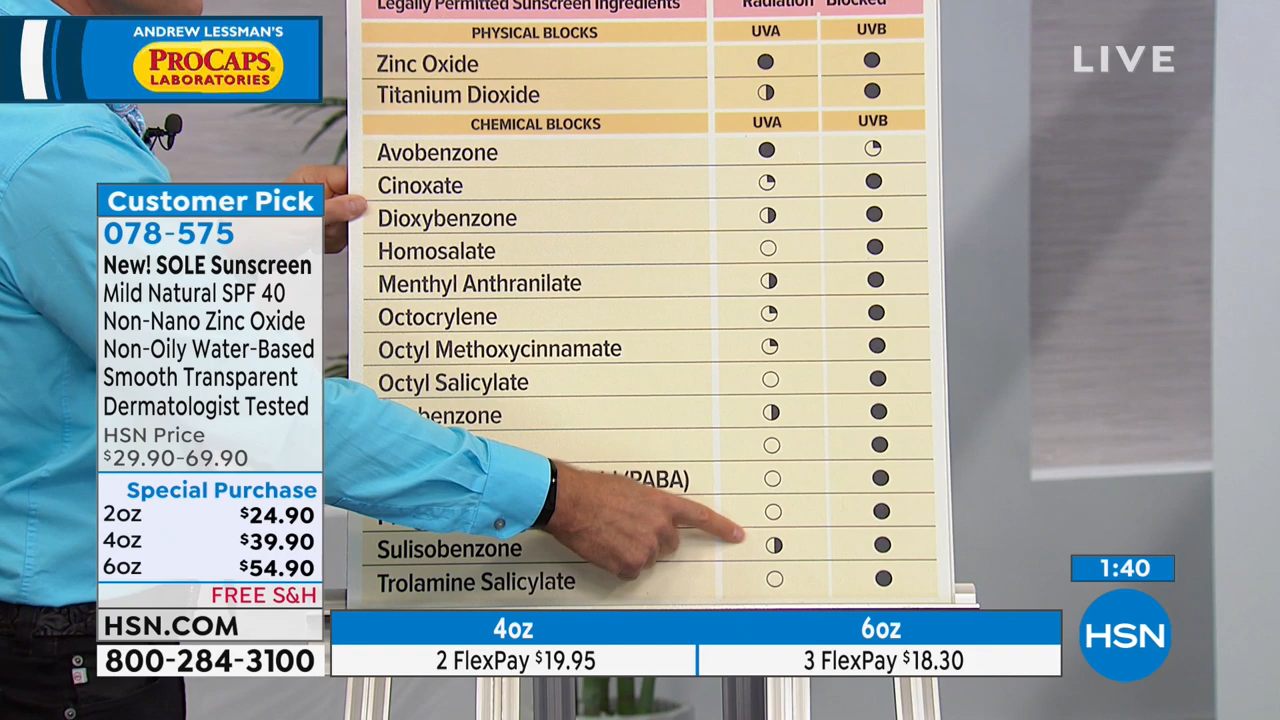 ANDREW LESSMAN'S
PROCAPS
LABORATORIES®
LIVE
Customer Pick
078-575
New! SOLE Sunscreen
Mild Natural SPF 40
Non-Nano Zinc Oxide
Non-Oily Water-Based
Smooth Transparent
Dermatologist Tested
HSN Price
$29.90-69.90
Special Purchase
2oz $24.90
4oz $39.90
6oz $54.90
FREE S&H
HSN.COM
800-284-3100
Legally Permitted Sunscreen Ingredients Radiation Blocked
PHYSICAL BLOCKS UVA UVB
Zinc Oxide
Titanium Dioxide
CHEMICAL BLOCKS UVA UVB
Avobenzone
Cinoxate
Dioxybenzone
Homosalate
Menthyl Anthranilate
Octocrylene
Octyl Methoxycinnamate
Octyl Salicylate
benzone
(PABA)
Sulisobenzone
Trolamine Salicylate
4oz 6oz
2 FlexPay $19.95 3 FlexPay $18.30
1:40
HSN